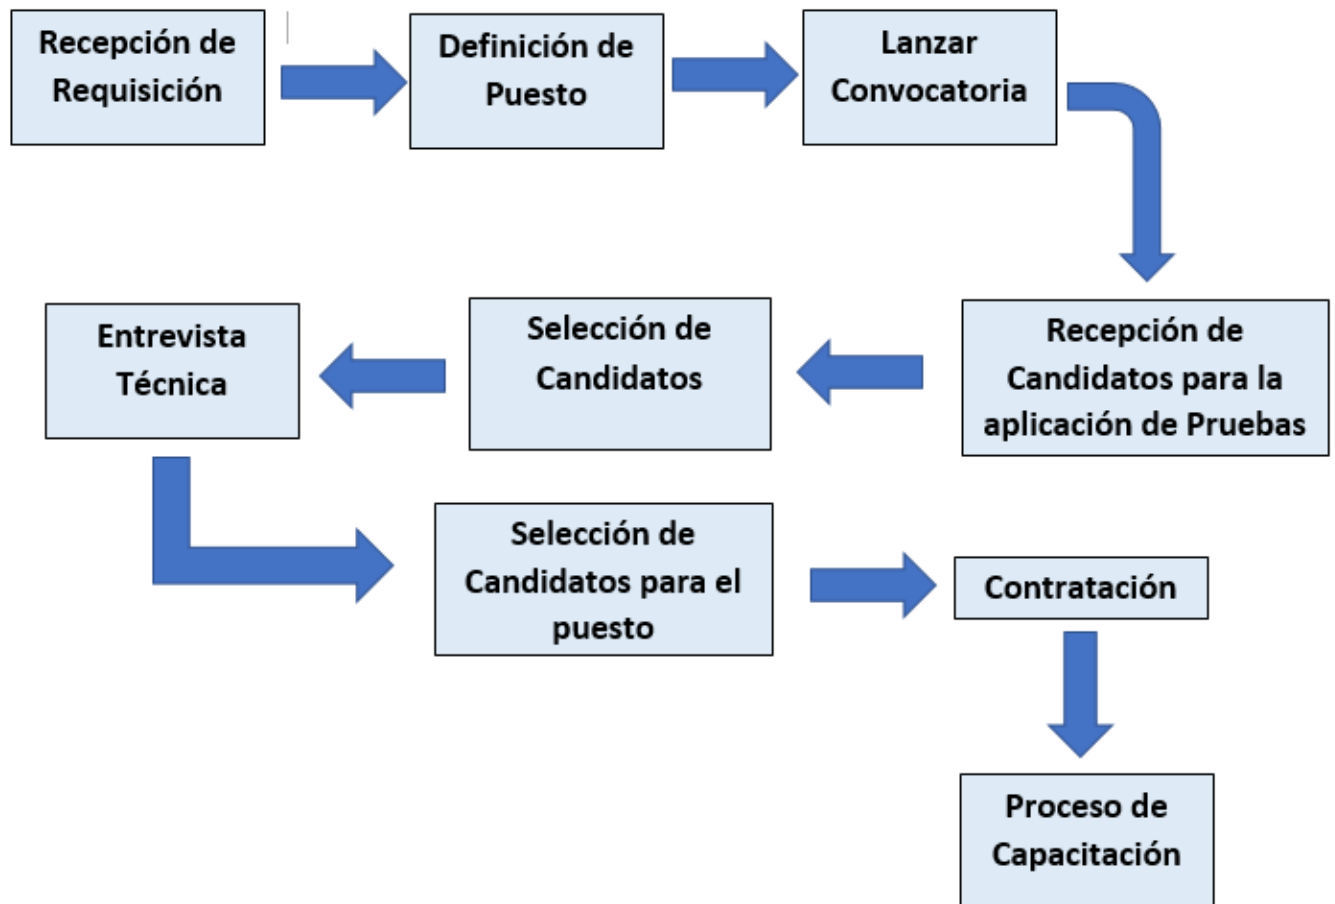 Recepción de
Requisición
Definición de
Puesto
Lanzar
Convocatoria
Recepción de
Candidatos para la
aplicación de Pruebas
Selección de
Candidatos
Entrevista
Técnica
Selección de
Candidatos para el
puesto
Contratación
Proceso de
Capacitación